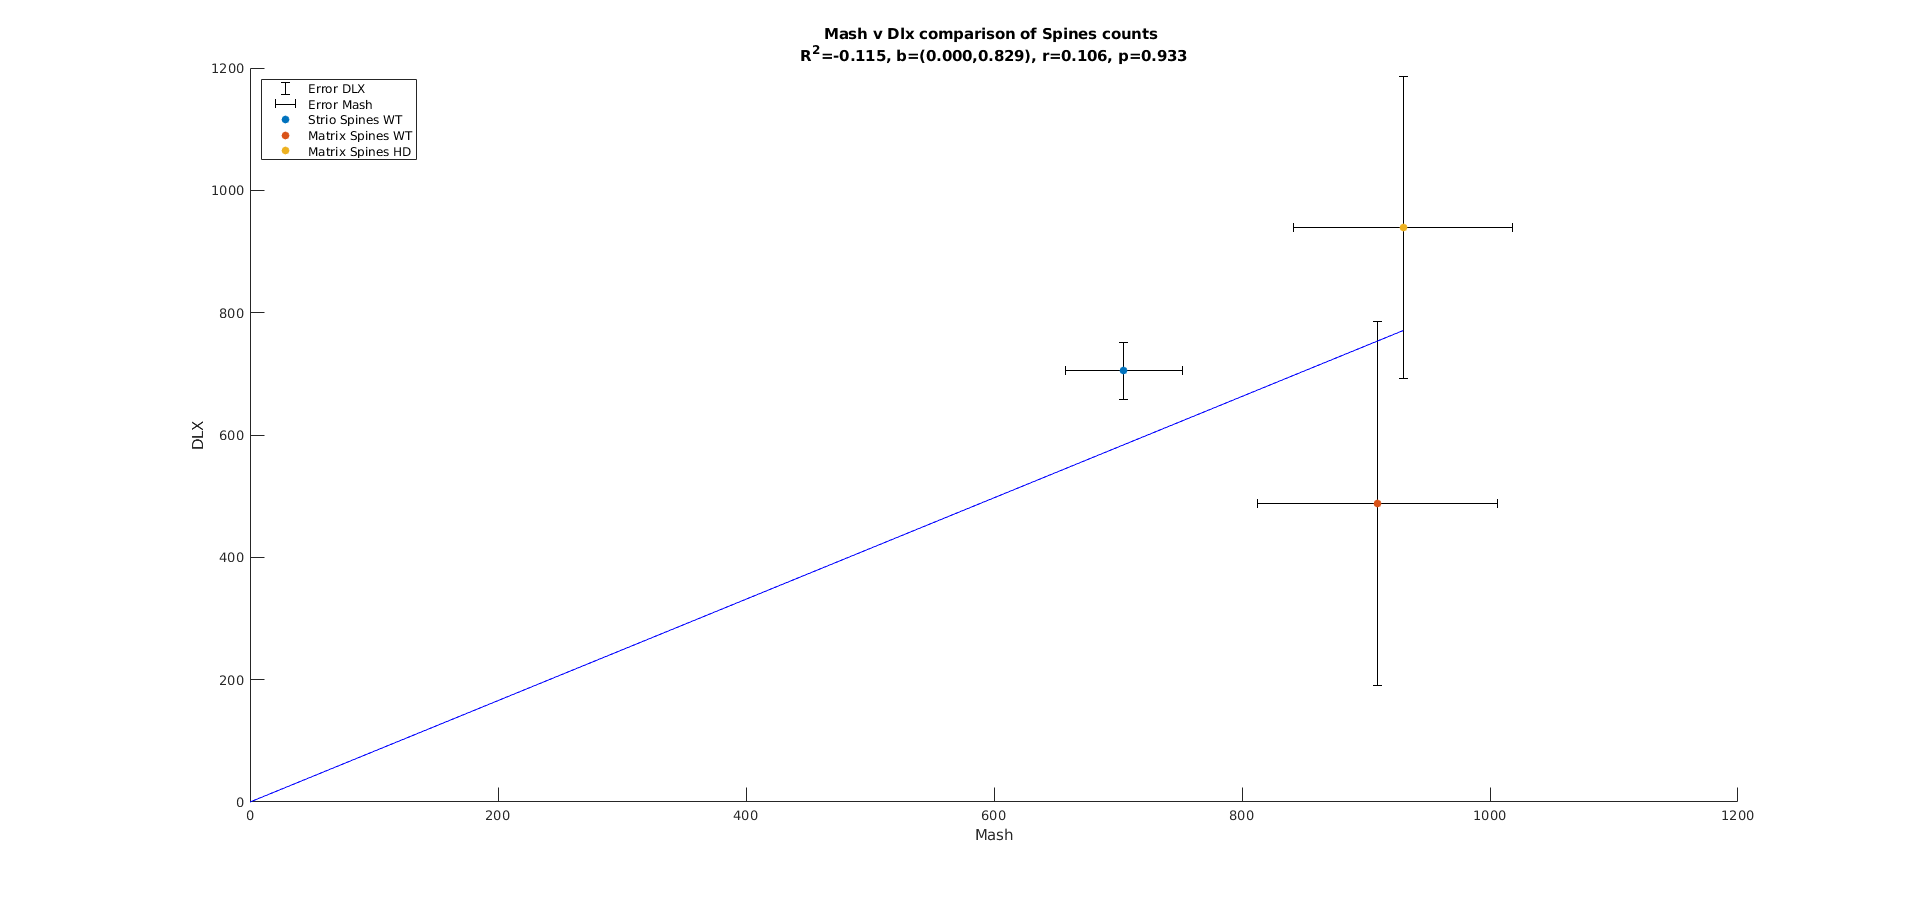 Mash v Dlx comparison of Spines counts
R²=-0.115, b=(0.000,0.829), r=0.106, p=0.933
Error DLX
Error Mash
Strio Spines WT
Matrix Spines WT
Matrix Spines HD
1200
1000
800
600
400
200
0
DLX
0 200 400 600 800 1000 1200
Mash